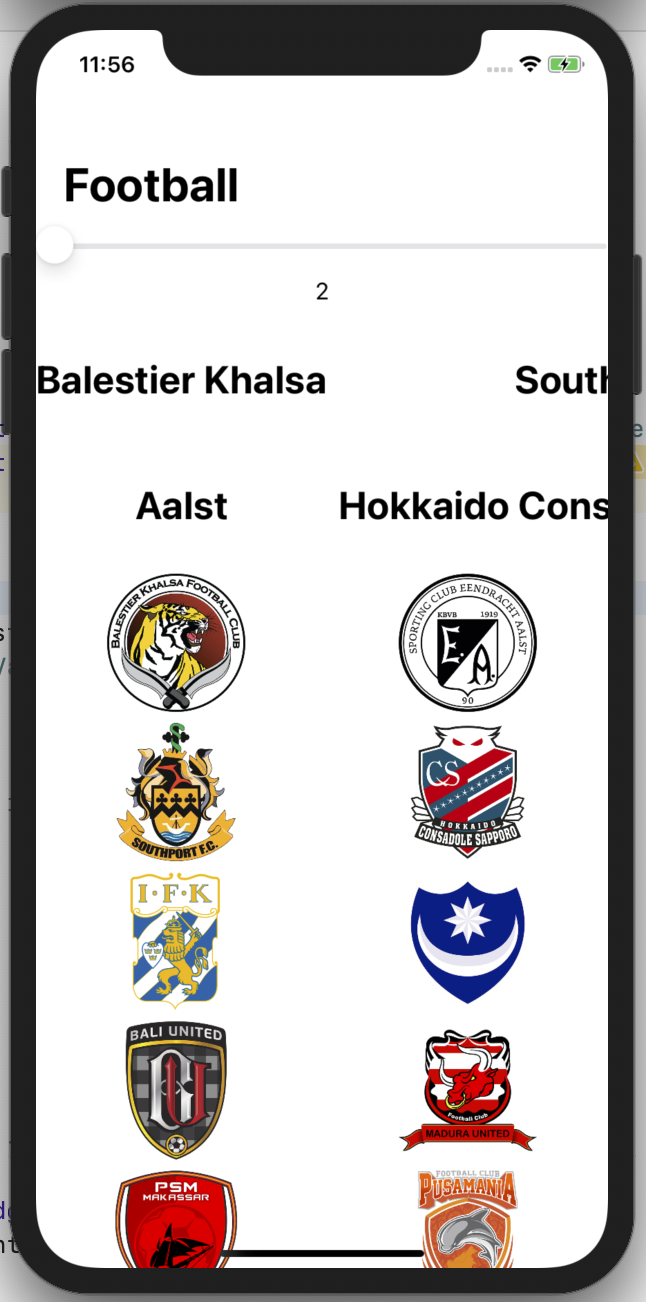 11:56
Football
2
Balestier Khalsa
South
Aalst
Hokkaido Cons
BALESTIER KHALSA FOOTBALL CLUB
SPORTING CLUB EENDRACHT AALST
KBVB 1919
E.A.
90
SOUTHPORT F.C.
CS
HOKKAIDO
CONSADOLE SAPPORO
I·F·K
BALI UNITED
Football Club
MADURA UNITED
PSM
MAKASSAR
FOOTBALL CLUB
PUSAMANIA